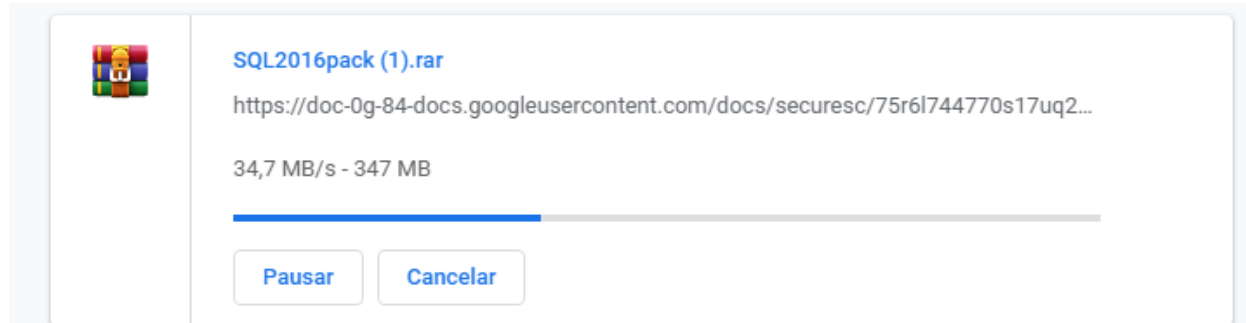 SQL2016pack (1).rar
https://doc-0g-84-docs.googleusercontent.com/docs/securesc/75r6l744770s17uq2…
34,7 MB/s - 347 MB
Pausar Cancelar